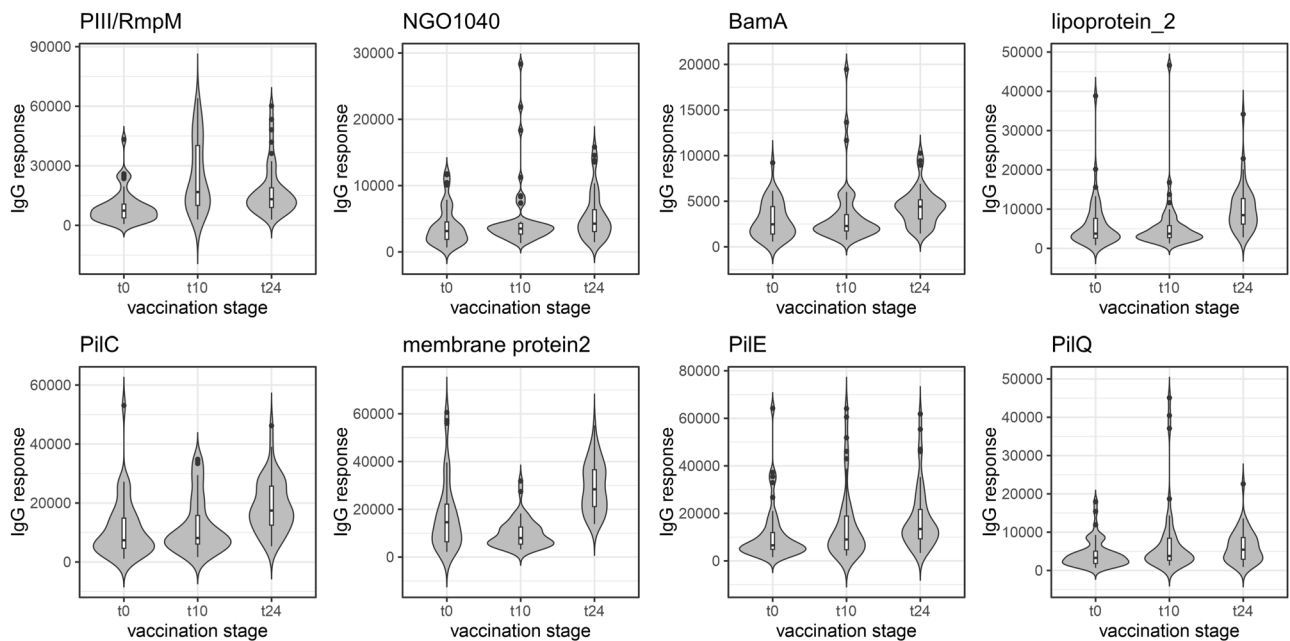 PIII/RmpM
NGO1040
BamA
lipoprotein_2
90000
60000
30000
0
IgG response
t0 t10 t24
vaccination stage
30000
20000
10000
0
IgG response
t0 t10 t24
vaccination stage
20000
15000
10000
5000
0
IgG response
t0 t10 t24
vaccination stage
50000
40000
30000
20000
10000
0
IgG response
t0 t10 t24
vaccination stage
PilC
membrane protein2
PilE
PilQ
60000
40000
20000
0
IgG response
t0 t10 t24
vaccination stage
60000
40000
20000
0
IgG response
t0 t10 t24
vaccination stage
80000
60000
40000
20000
0
IgG response
t0 t10 t24
vaccination stage
50000
40000
30000
20000
10000
0
IgG response
t0 t10 t24
vaccination stage